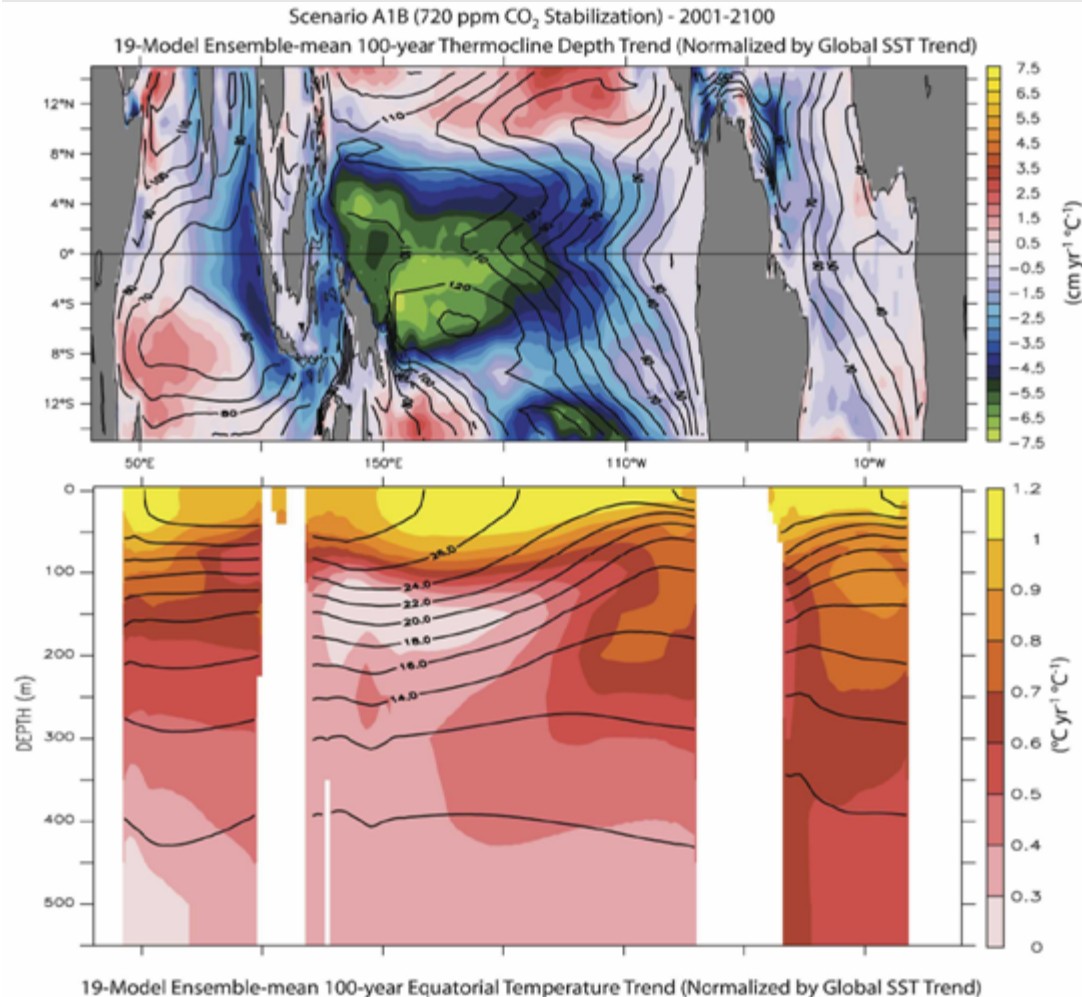 Scenario A1B (720 ppm CO₂ Stabilization) - 2001-2100
19-Model Ensemble-mean 100-year Thermocline Depth Trend (Normalized by Global SST Trend)
12°N
8°N
4°N
0°
4°S
8°S
12°S
50°E
150°E
110°W
10°W
110
120
80
7.5
6.5
5.5
4.5
3.5
2.5
1.5
0.5
-0.5
-1.5
-2.5
-3.5
-4.5
-5.5
-6.5
-7.5
(cm yr⁻¹ °C⁻¹)
0
100
200
300
400
500
DEPTH (m)
26.0
24.0
22.0
20.0
18.0
16.0
14.0
1.2
1
0.9
0.8
0.7
0.6
0.5
0.4
0.3
0
(°C yr⁻¹ °C⁻¹)
19-Model Ensemble-mean 100-year Equatorial Temperature Trend (Normalized by Global SST Trend)